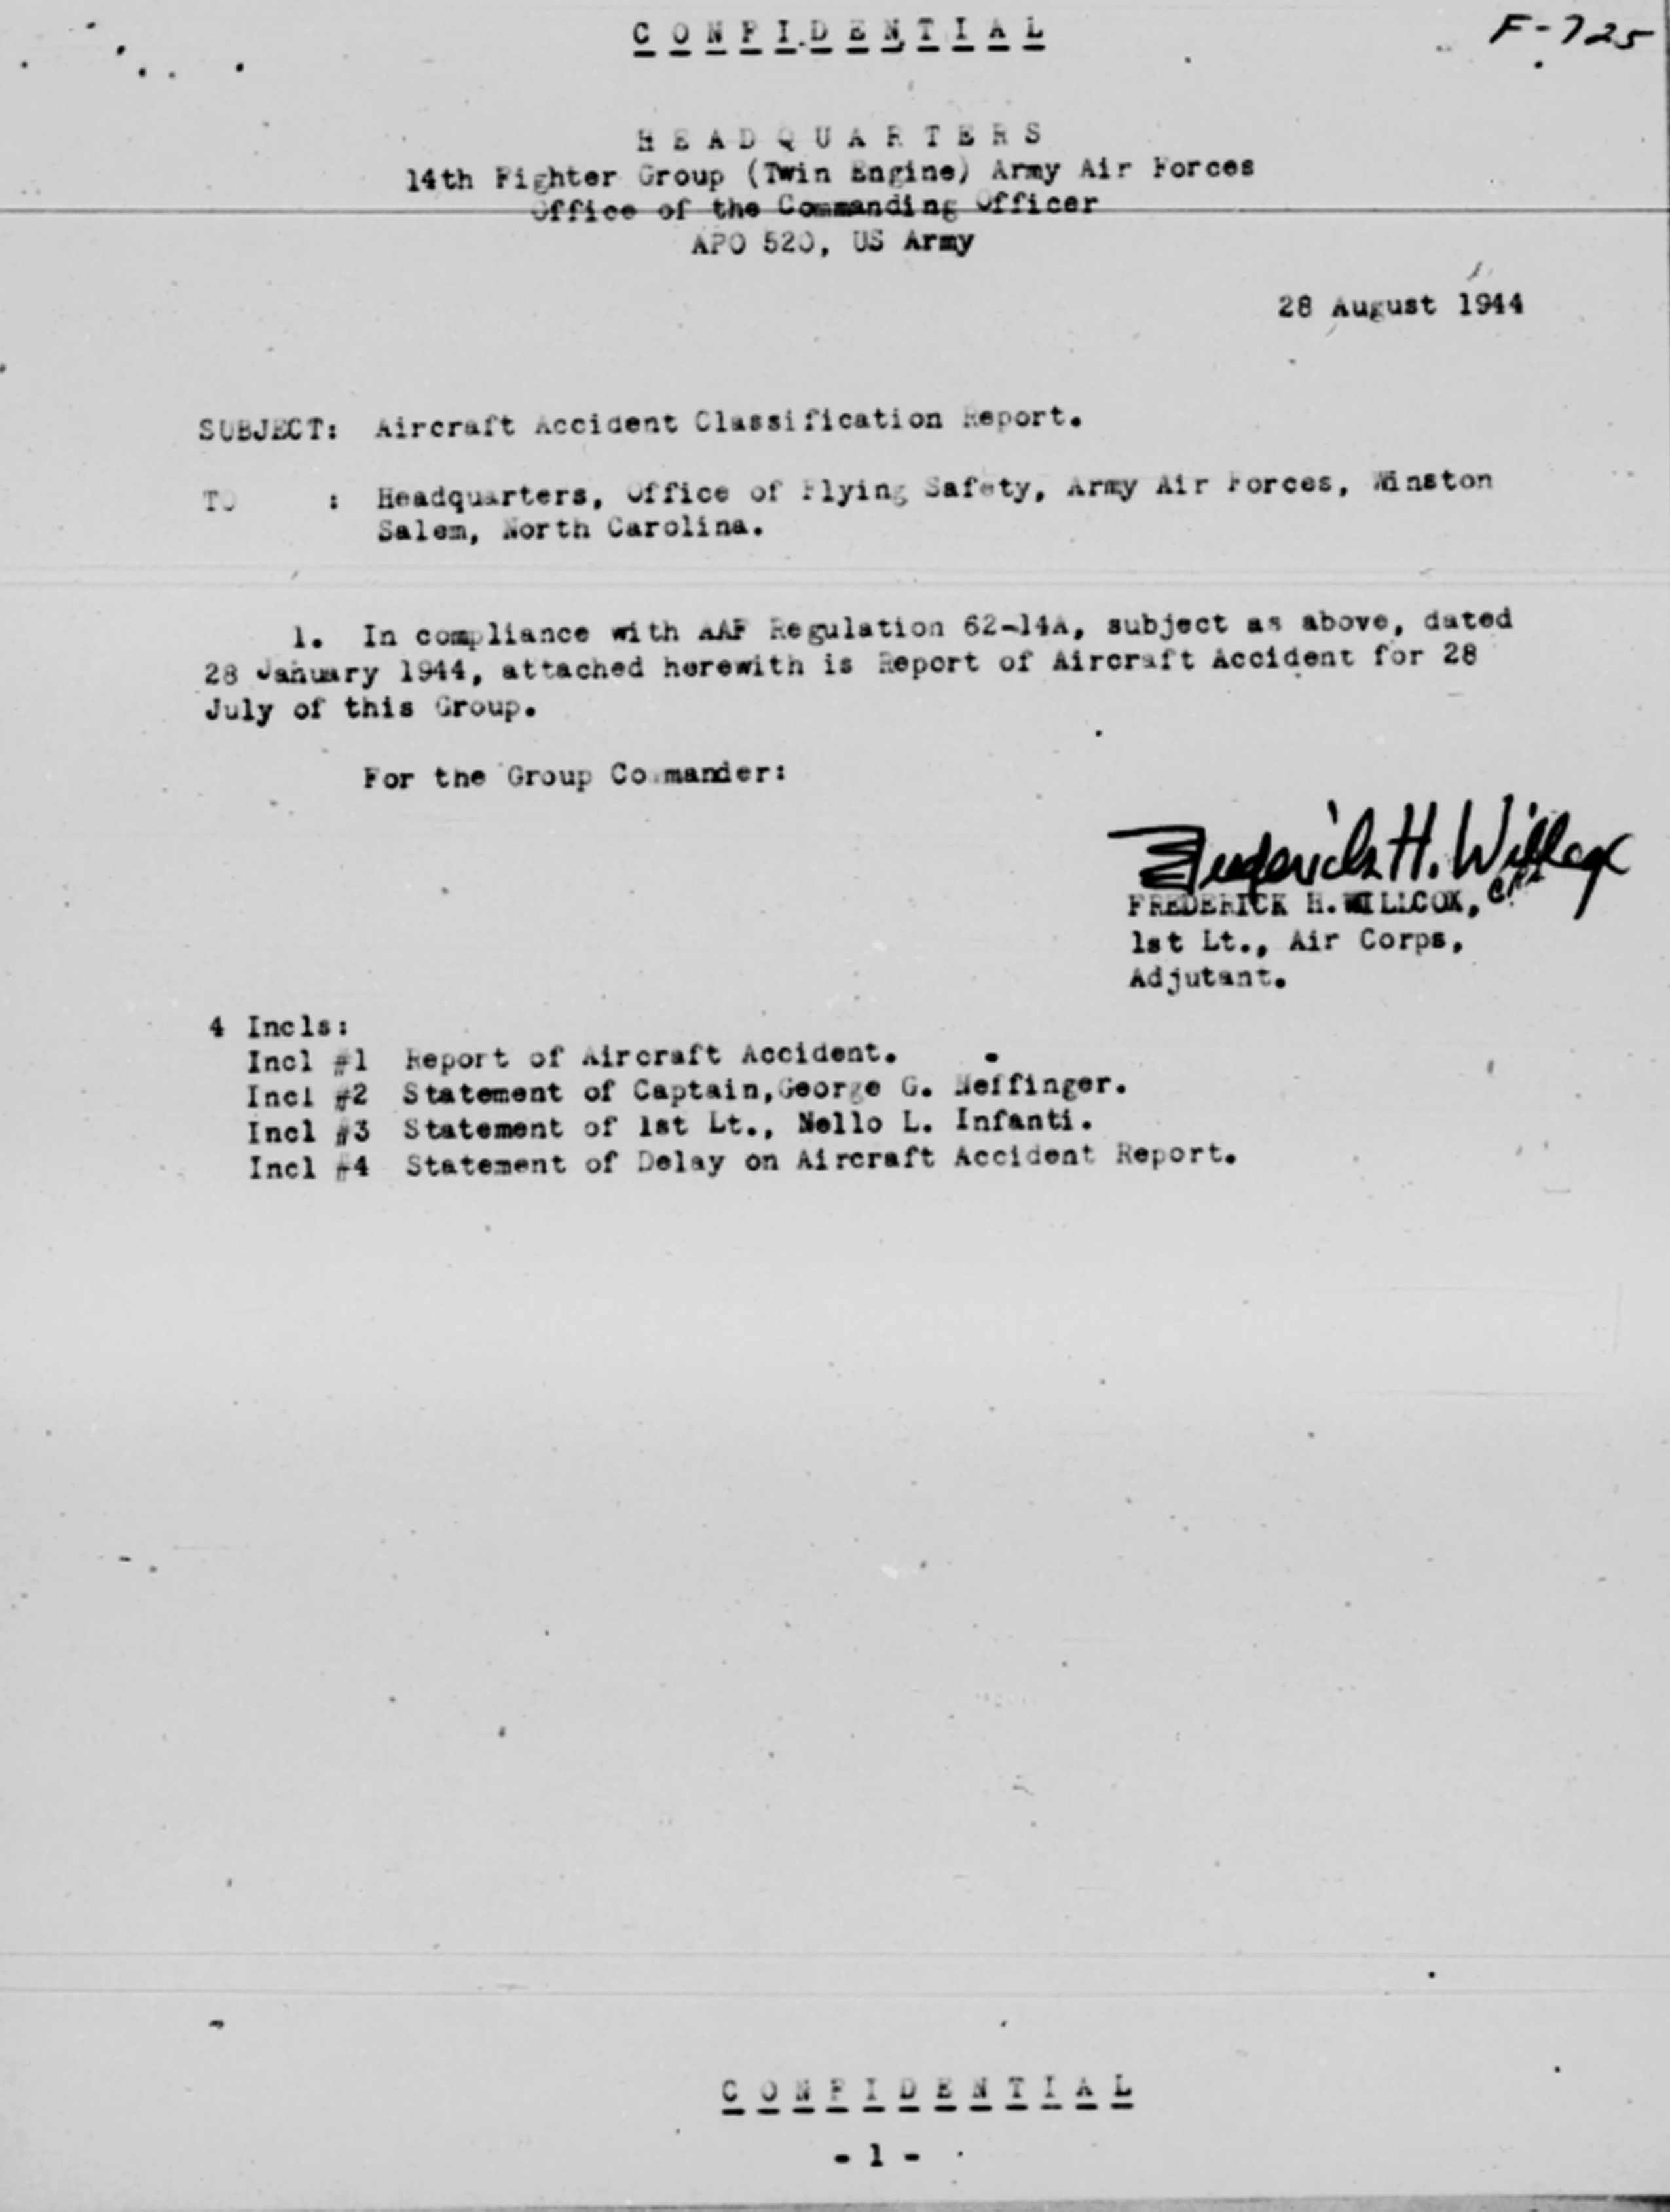 CONFIDENTIAL
F-725
HEADQUARTERS
14th Fighter Group (Twin Engine) Army Air Forces
Office of the Commanding Officer
APO 520, US Army
28 August 1944
SUBJECT: Aircraft Accident Classification Report.
TO : Headquarters, Office of Flying Safety, Army Air Forces, Winston
Salem, North Carolina.
1. In compliance with AAF Regulation 62-14A, subject as above, dated
28 January 1944, attached herewith is Report of Aircraft Accident for 28
July of this Group.
For the Group Commander:
Frederick H. Willcox
FREDERICK H. WILLCOX,
1st Lt., Air Corps,
Adjutant.
4 Incls:
Incl #1 Report of Aircraft Accident.
Incl #2 Statement of Captain, George G. Neffinger.
Incl #3 Statement of 1st Lt., Nello L. Infanti.
Incl #4 Statement of Delay on Aircraft Accident Report.
CONFIDENTIAL
- 1 -